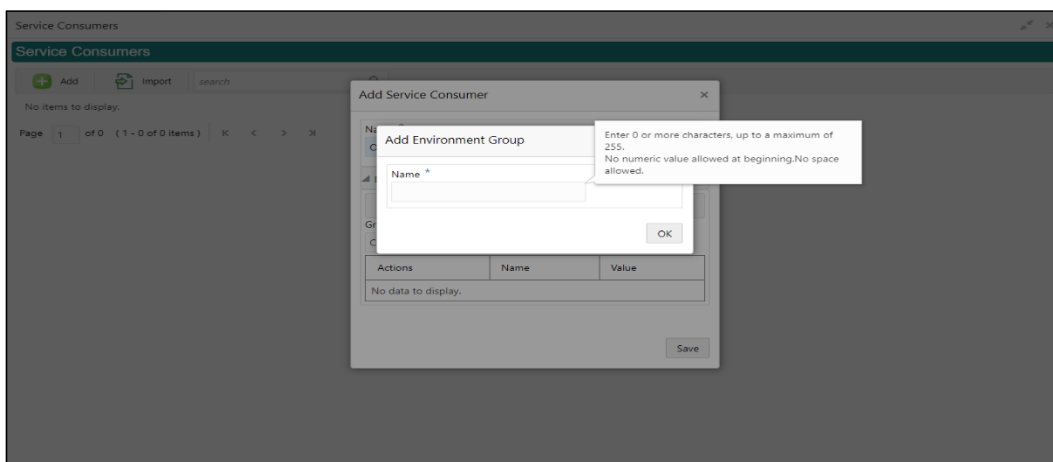 Service Consumers
Service Consumers
Add Import search
No items to display.
Page 1 of 0 (1 - 0 of 0 items) K < > X
Add Service Consumer ×
Add Environment Group
Enter 0 or more characters, up to a maximum of
255.
No numeric value allowed at beginning.No space
allowed.
Name *
OK
Actions Name Value
No data to display.
Save